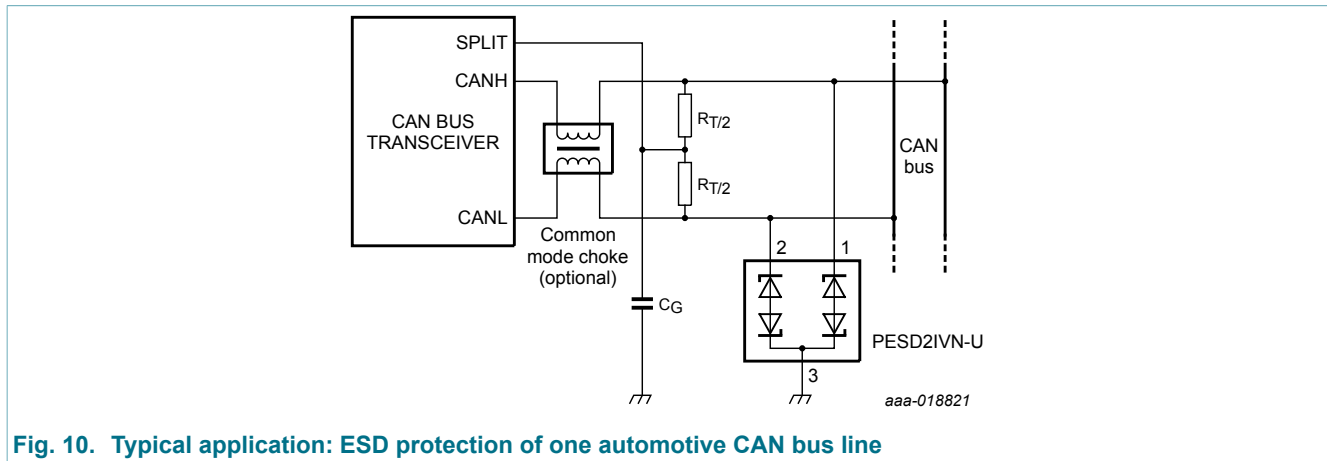 SPLIT
CANH
CAN BUS
TRANSCEIVER
CANL
Common
mode choke
(optional)
RT/2
RT/2
CG
CAN
bus
2
1
3
PESD2IVN-U
aaa-018821
Fig. 10. Typical application: ESD protection of one automotive CAN bus line